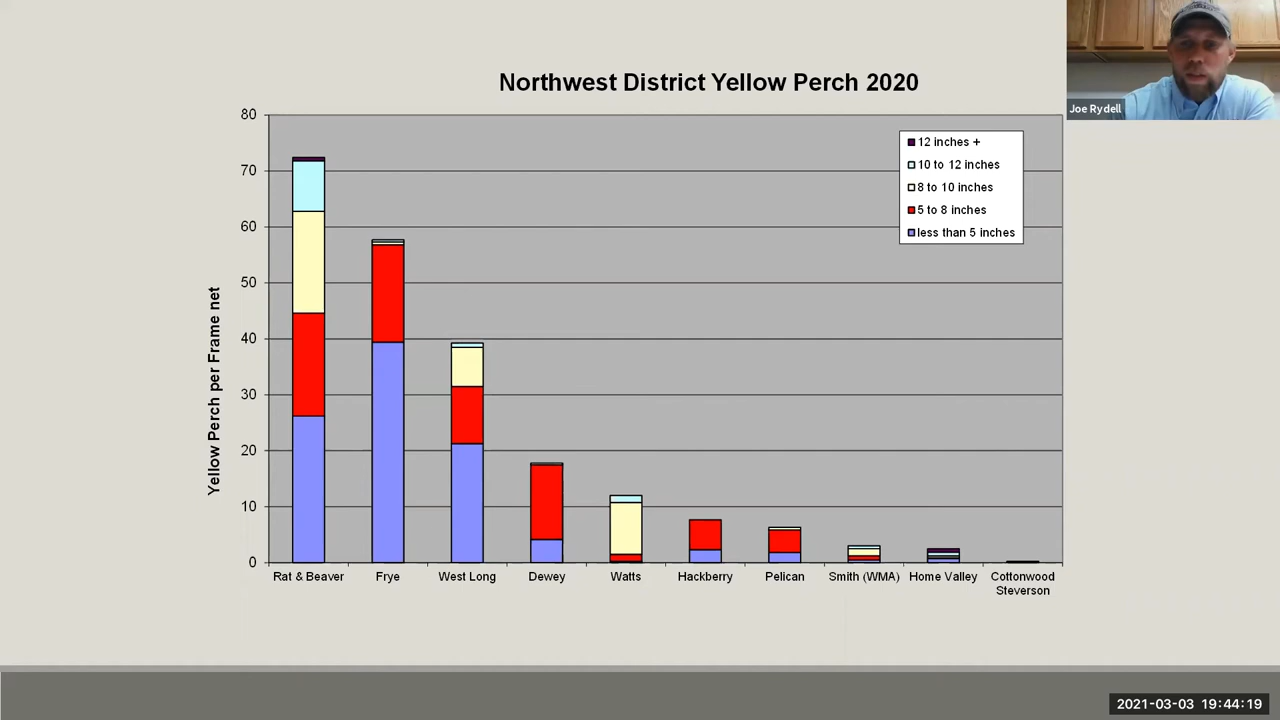 Joe Rydell
Northwest District Yellow Perch 2020
80
70
60
50
40
30
20
10
0
Yellow Perch per Frame net
12 inches +
10 to 12 inches
8 to 10 inches
5 to 8 inches
less than 5 inches
Rat & Beaver
Frye
West Long
Dewey
Watts
Hackberry
Pelican
Smith (WMA)
Home Valley
Cottonwood
Steverson
2021-03-03 19:44:19